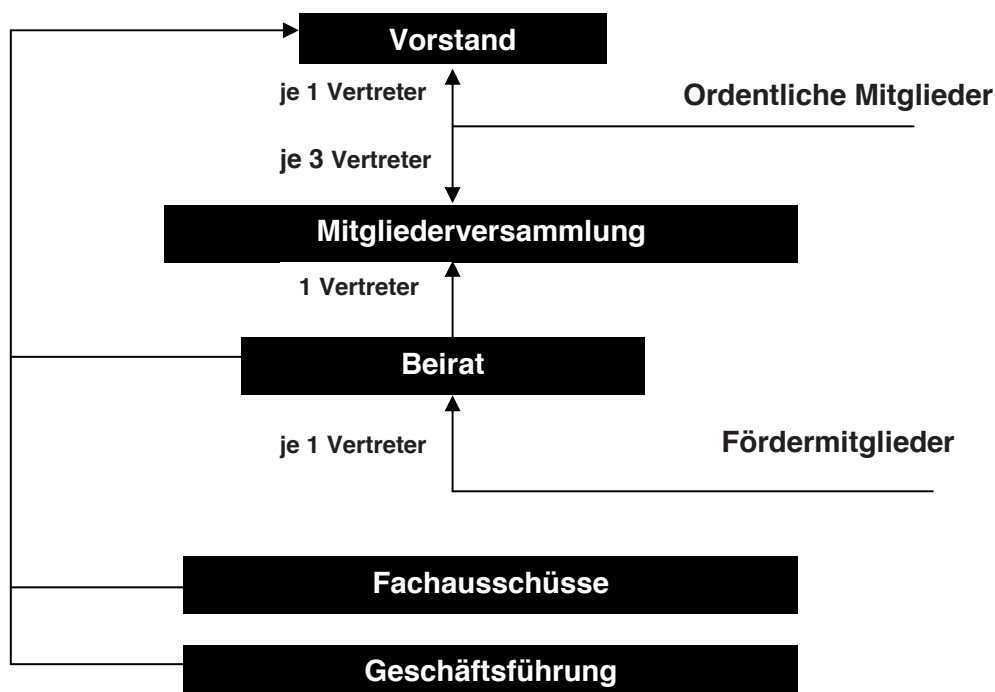 Vorstand
je 1 Vertreter
Ordentliche Mitglieder
je 3 Vertreter
Mitgliederversammlung
1 Vertreter
Beirat
je 1 Vertreter
Fördermitglieder
Fachausschüsse
Geschäftsführung